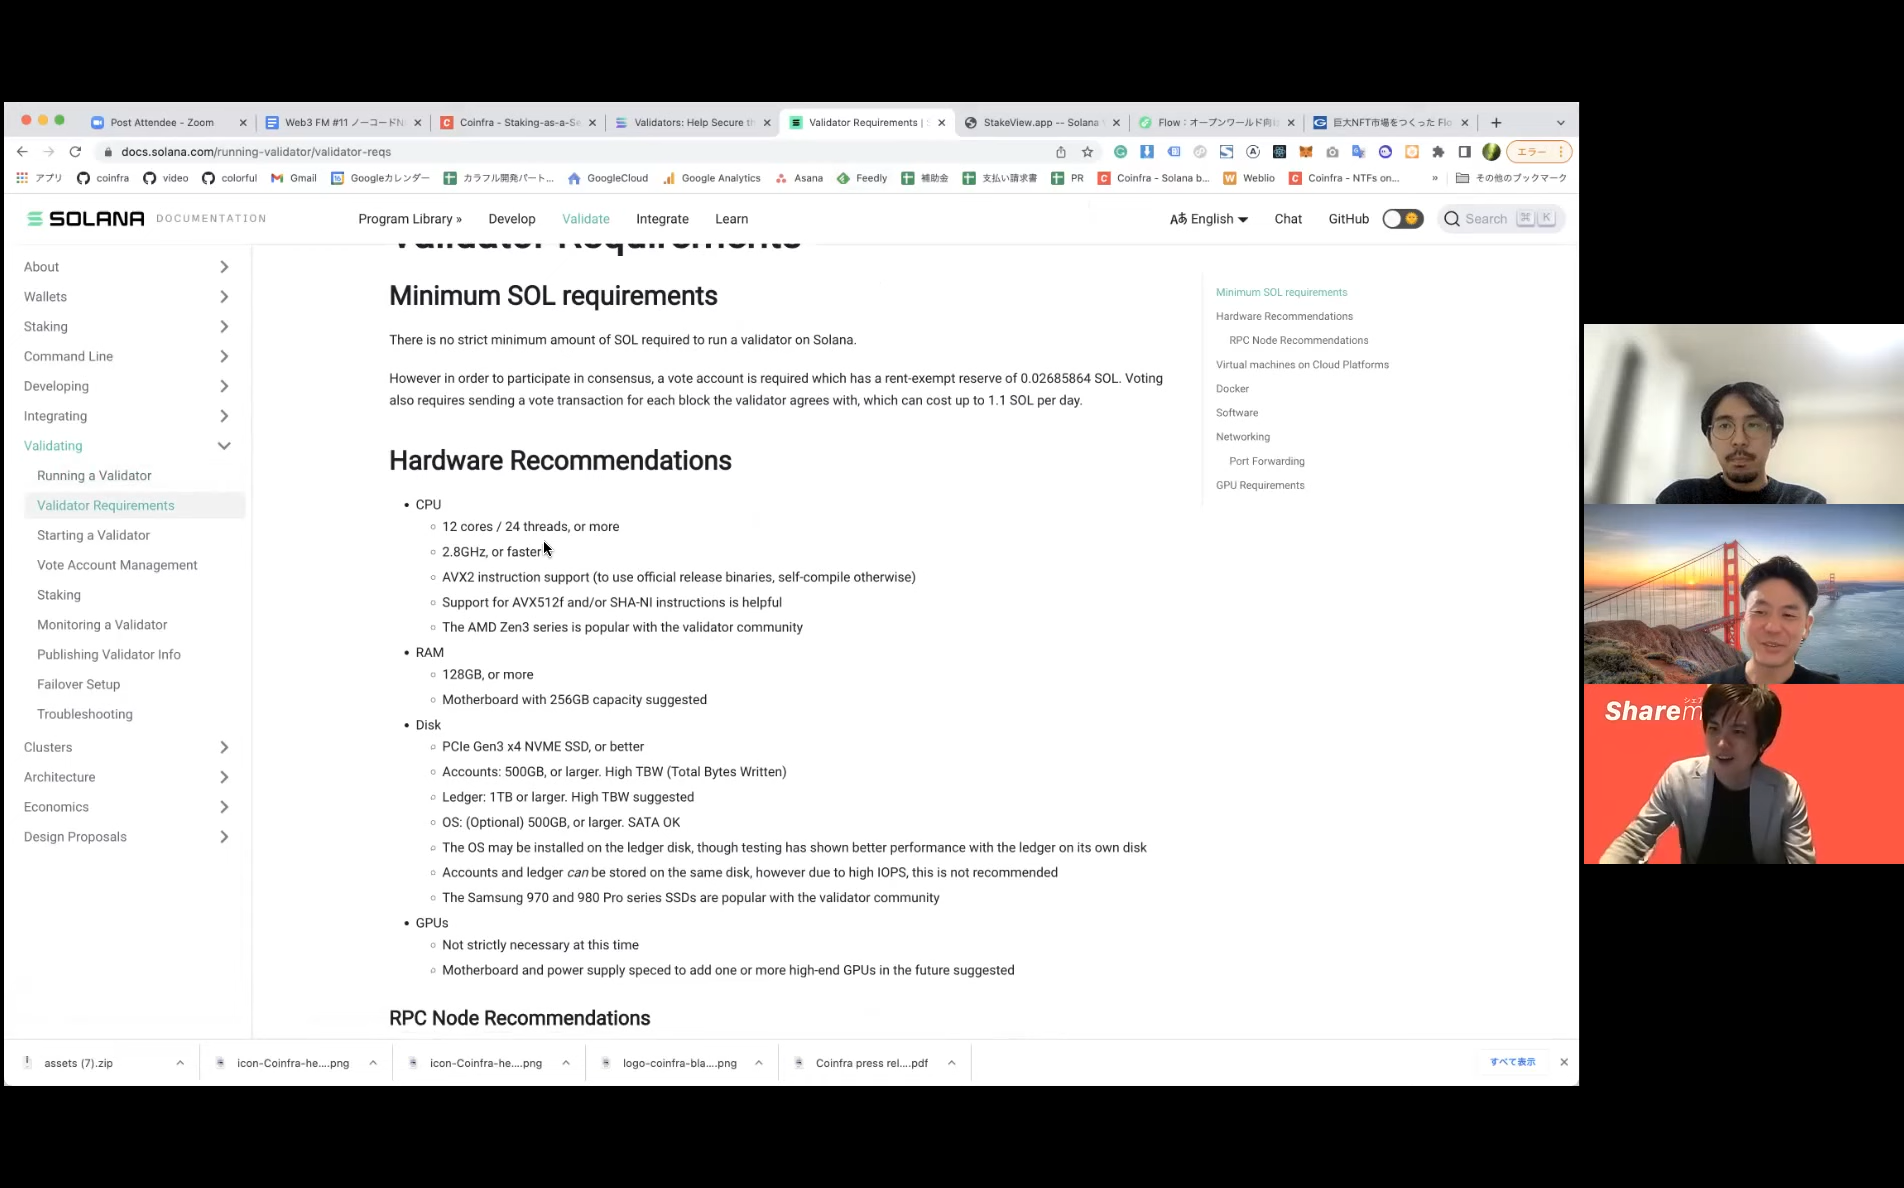 Post Attendee - Zoom
Web3 FM #11 ノーコードN
Coinfra - Staking-as-a-Se
Validators: Help Secure th
Validator Requirements |
StakeView.app -- Solana
Flow：オープンワールド向け
巨大NFT市場をつくった Flo
docs.solana.com/running-validator/validator-reqs
エラー
アプリ
coinfra
video
colorful
Gmail
Googleカレンダー
カラフル開発パート...
GoogleCloud
Google Analytics
Asana
Feedly
補助金
支払い請求書
PR
Coinfra - Solana b...
Weblio
Coinfra - NTFs on...
»
その他のブックマーク
SOLANA DOCUMENTATION
Program Library »
Develop
Validate
Integrate
Learn
Aあ English
Chat
GitHub
Search ⌘ K
About
Wallets
Staking
Command Line
Developing
Integrating
Validating
Running a Validator
Validator Requirements
Starting a Validator
Vote Account Management
Staking
Monitoring a Validator
Publishing Validator Info
Failover Setup
Troubleshooting
Clusters
Architecture
Economics
Design Proposals
Validator Requirements
Minimum SOL requirements
There is no strict minimum amount of SOL required to run a validator on Solana.
However in order to participate in consensus, a vote account is required which has a rent-exempt reserve of 0.02685864 SOL. Voting
also requires sending a vote transaction for each block the validator agrees with, which can cost up to 1.1 SOL per day.
Hardware Recommendations
• CPU
◦ 12 cores / 24 threads, or more
◦ 2.8GHz, or faster
◦ AVX2 instruction support (to use official release binaries, self-compile otherwise)
◦ Support for AVX512f and/or SHA-NI instructions is helpful
◦ The AMD Zen3 series is popular with the validator community
• RAM
◦ 128GB, or more
◦ Motherboard with 256GB capacity suggested
• Disk
◦ PCIe Gen3 x4 NVME SSD, or better
◦ Accounts: 500GB, or larger. High TBW (Total Bytes Written)
◦ Ledger: 1TB or larger. High TBW suggested
◦ OS: (Optional) 500GB, or larger. SATA OK
◦ The OS may be installed on the ledger disk, though testing has shown better performance with the ledger on its own disk
◦ Accounts and ledger can be stored on the same disk, however due to high IOPS, this is not recommended
◦ The Samsung 970 and 980 Pro series SSDs are popular with the validator community
• GPUs
◦ Not strictly necessary at this time
◦ Motherboard and power supply speced to add one or more high-end GPUs in the future suggested
RPC Node Recommendations
Minimum SOL requirements
Hardware Recommendations
RPC Node Recommendations
Virtual machines on Cloud Platforms
Docker
Software
Networking
Port Forwarding
GPU Requirements
Sharem
assets (7).zip
icon-Coinfra-he....png
icon-Coinfra-he....png
logo-coinfra-bla....png
Coinfra press rel....pdf
すべて表示